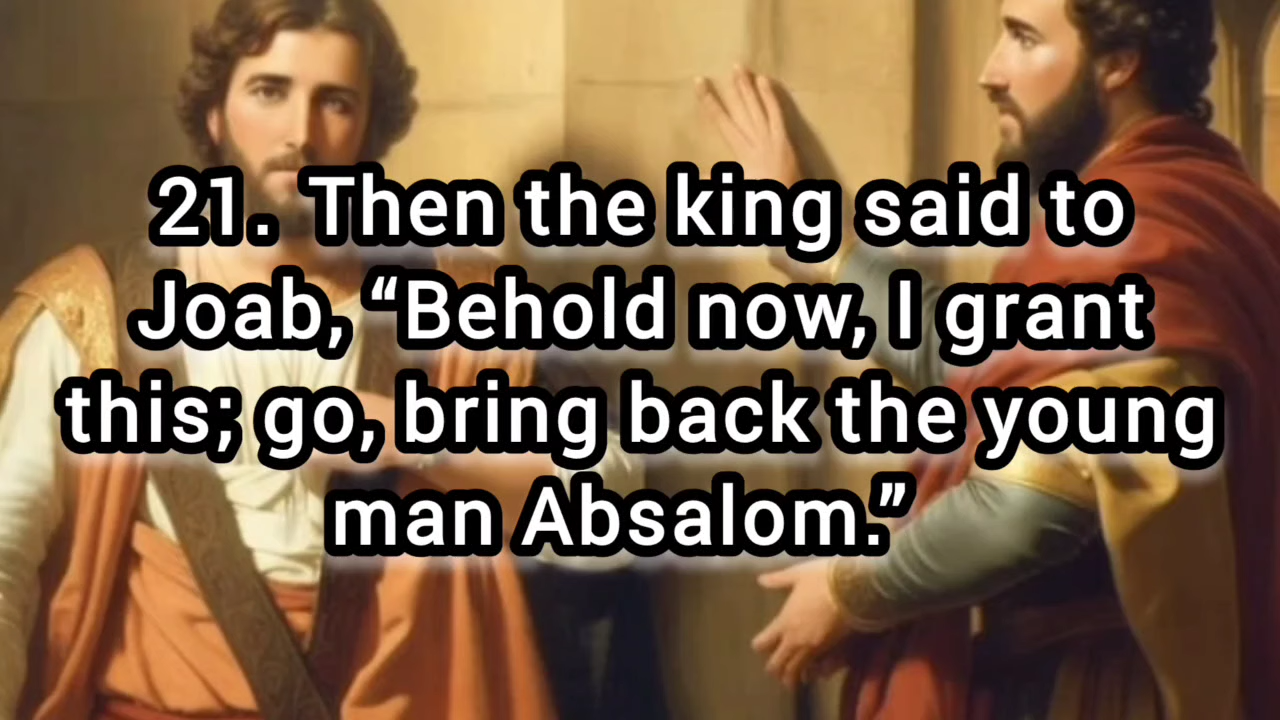 21. Then the king said to
Joab, “Behold now, I grant
this; go, bring back the young
man Absalom.”